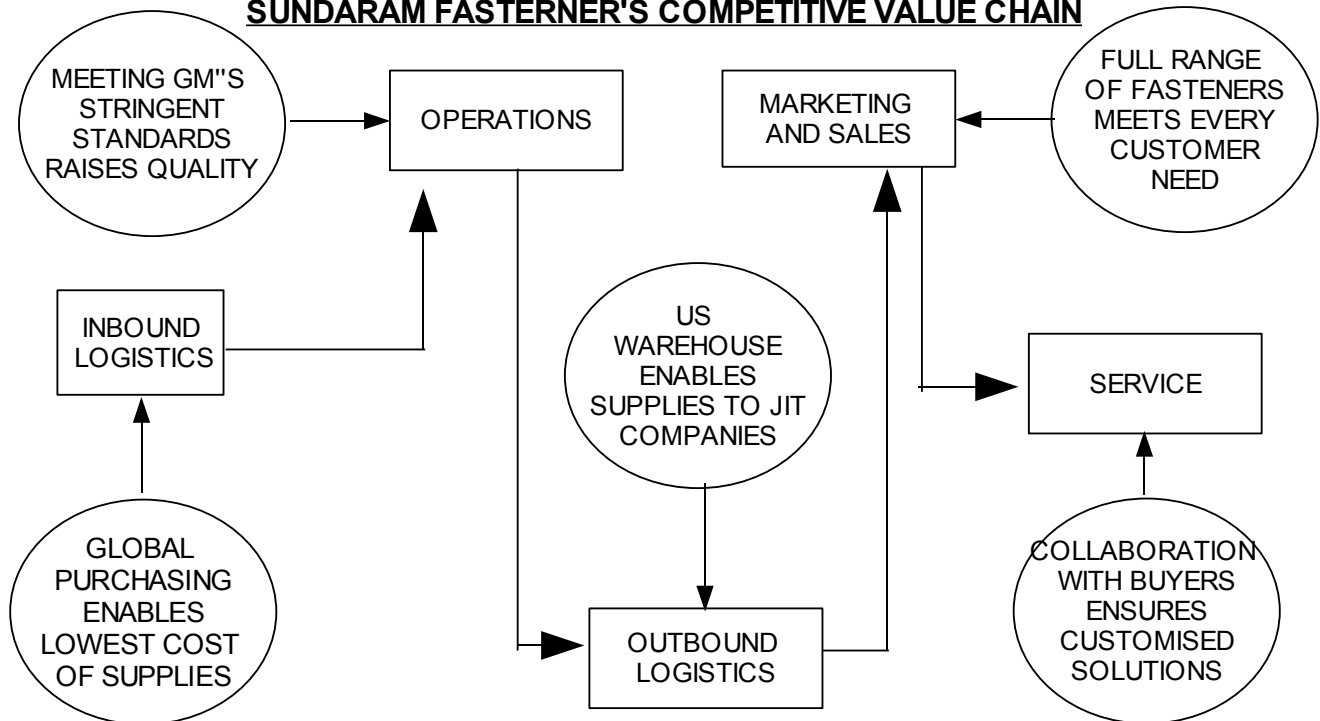 SUNDARAM FASTERNER'S COMPETITIVE VALUE CHAIN
MEETING GM"S
STRINGENT
STANDARDS
RAISES QUALITY
OPERATIONS
MARKETING
AND SALES
FULL RANGE
OF FASTENERS
MEETS EVERY
CUSTOMER
NEED
INBOUND
LOGISTICS
US
WAREHOUSE
ENABLES
SUPPLIES TO JIT
COMPANIES
SERVICE
GLOBAL
PURCHASING
ENABLES
LOWEST COST
OF SUPPLIES
OUTBOUND
LOGISTICS
COLLABORATION
WITH BUYERS
ENSURES
CUSTOMISED
SOLUTIONS